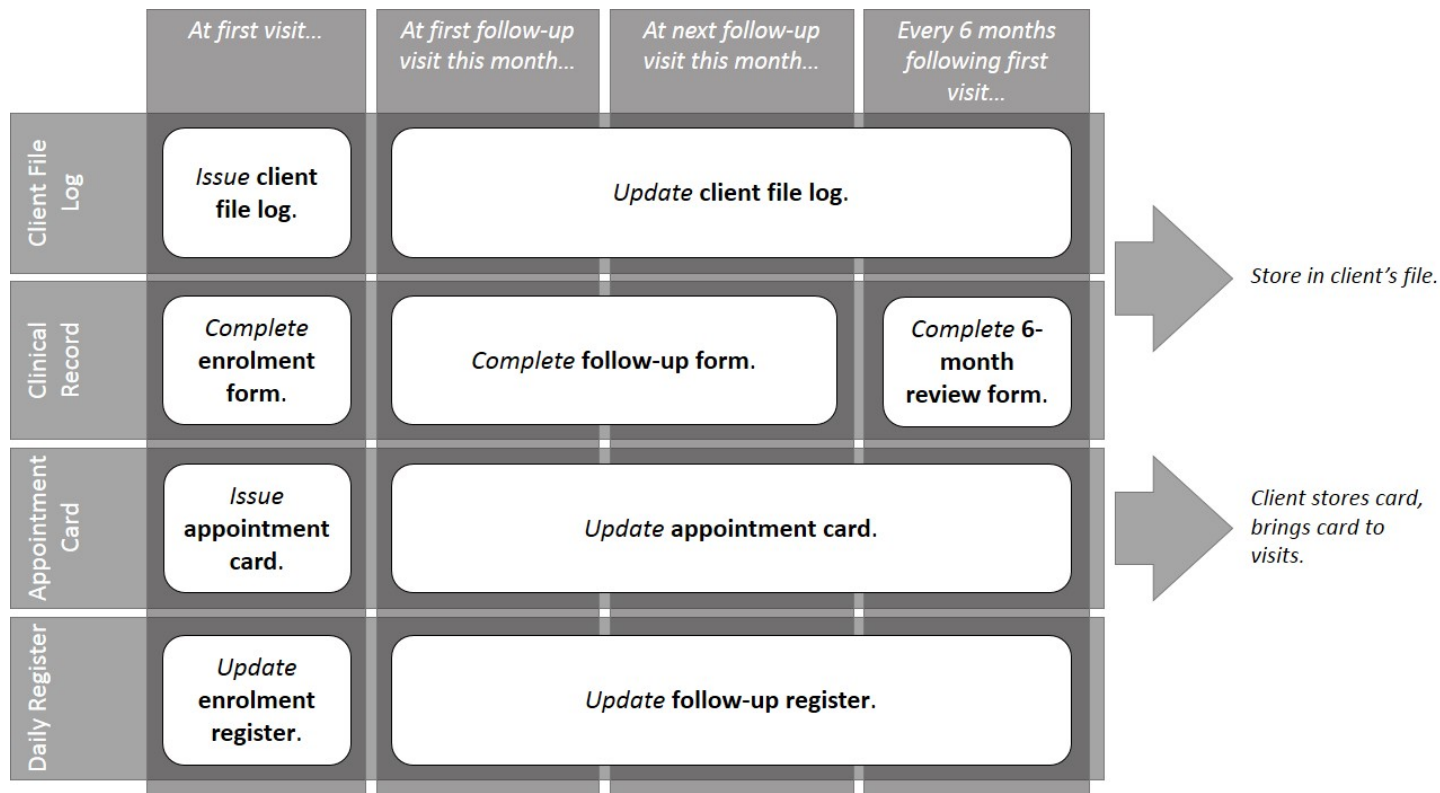 At first visit...
At first follow-up
visit this month...
At next follow-up
visit this month...
Every 6 months
following first
visit...
Client File
Log
Issue client
file log.
Update client file log.
Store in client’s file.
Clinical
Record
Complete
enrolment
form.
Complete follow-up form.
Complete 6-
month
review form.
Appointment
Card
Issue
appointment
card.
Update appointment card.
Client stores card,
brings card to
visits.
Daily Register
Update
enrolment
register.
Update follow-up register.